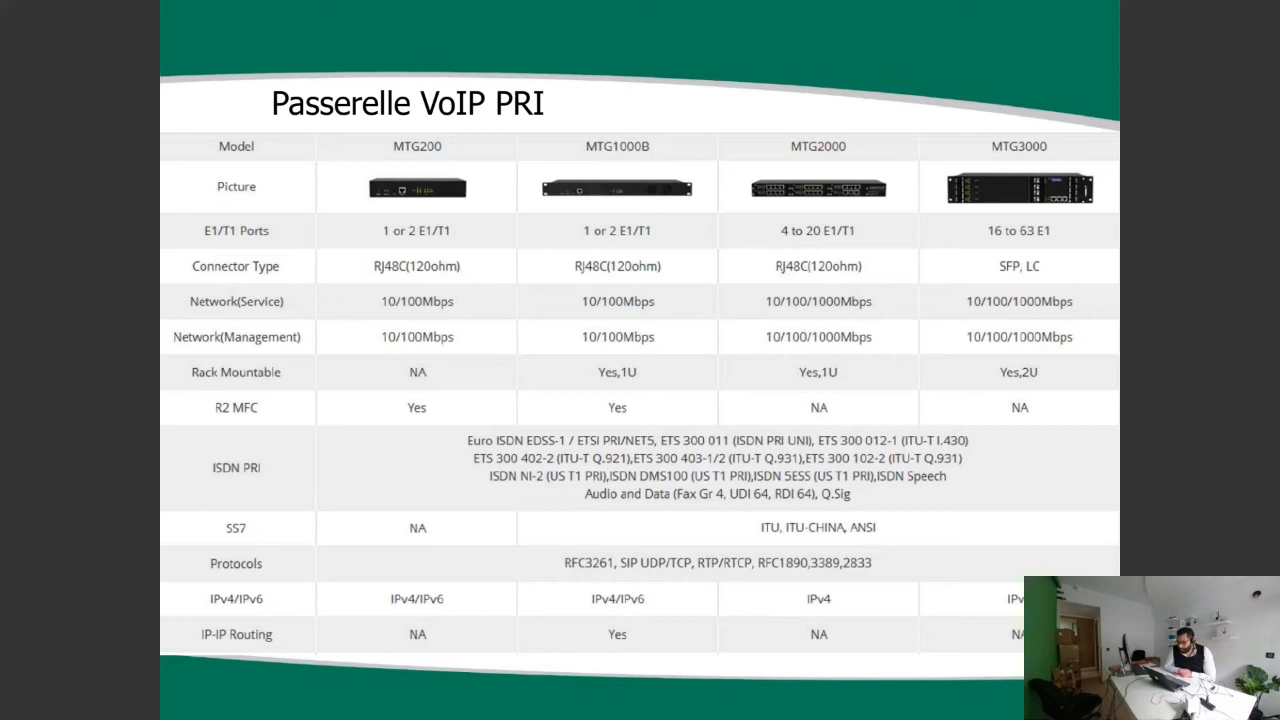 Passerelle VoIP PRI
Model MTG200 MTG1000B MTG2000 MTG3000
Picture
E1/T1 Ports 1 or 2 E1/T1 1 or 2 E1/T1 4 to 20 E1/T1 16 to 63 E1
Connector Type RJ48C(120ohm) RJ48C(120ohm) RJ48C(120ohm) SFP, LC
Network(Service) 10/100Mbps 10/100Mbps 10/100/1000Mbps 10/100/1000Mbps
Network(Management) 10/100Mbps 10/100Mbps 10/100/1000Mbps 10/100/1000Mbps
Rack Mountable NA Yes,1U Yes,1U Yes,2U
R2 MFC Yes Yes NA NA
Euro ISDN EDSS-1 / ETSI PRI/NET5, ETS 300 011 (ISDN PRI UNI), ETS 300 012-1 (ITU-T I.430)
ETS 300 402-2 (ITU-T Q.921),ETS 300 403-1/2 (ITU-T Q.931),ETS 300 102-2 (ITU-T Q.931)
ISDN PRI
ISDN NI-2 (US T1 PRI),ISDN DMS100 (US T1 PRI),ISDN 5ESS (US T1 PRI),ISDN Speech
Audio and Data (Fax Gr 4, UDI 64, RDI 64), Q.Sig
SS7 NA ITU, ITU-CHINA, ANSI
Protocols RFC3261, SIP UDP/TCP, RTP/RTCP, RFC1890,3389,2833
IPv4/IPv6 IPv4/IPv6 IPv4/IPv6 IPv4
IP-IP Routing NA Yes NA